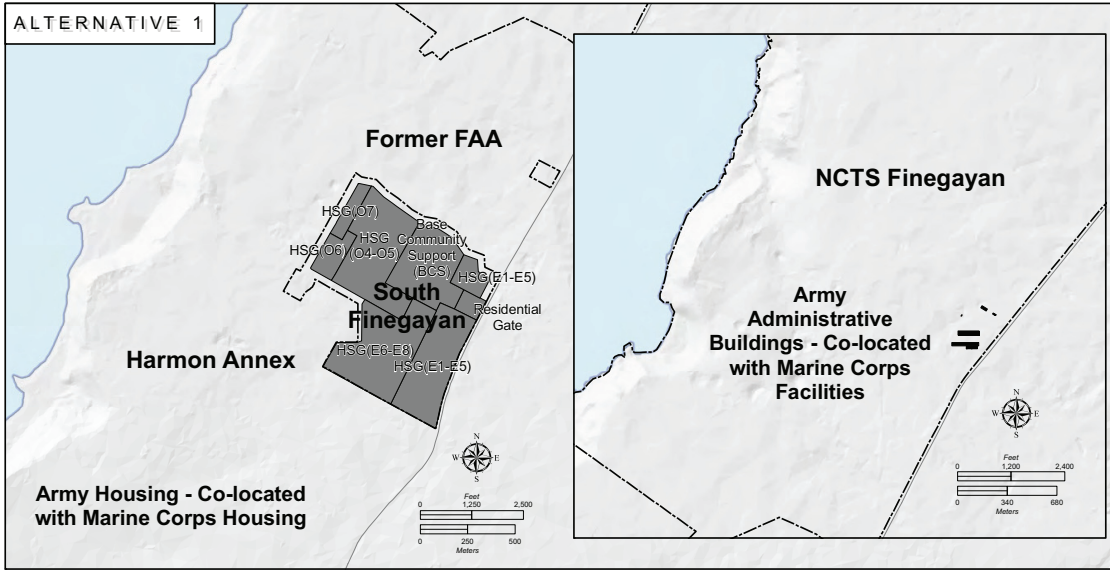 ALTERNATIVE 1
Former FAA
HSG(O7)
HSG(O6)
HSG
(O4-O5)
Base
Community
Support
(BCS)
HSG(E1-E5)
South
Finegayan
Residential
Gate
Harmon Annex
HSG(E6-E8)
HSG(E1-E5)
Army Housing - Co-located
with Marine Corps Housing
N
W E
S
Feet
0 1,250 2,500
0 250 500
Meters
NCTS Finegayan
Army
Administrative
Buildings - Co-located
with Marine Corps
Facilities
N
W E
S
Feet
0 1,200 2,400
0 340 680
Meters